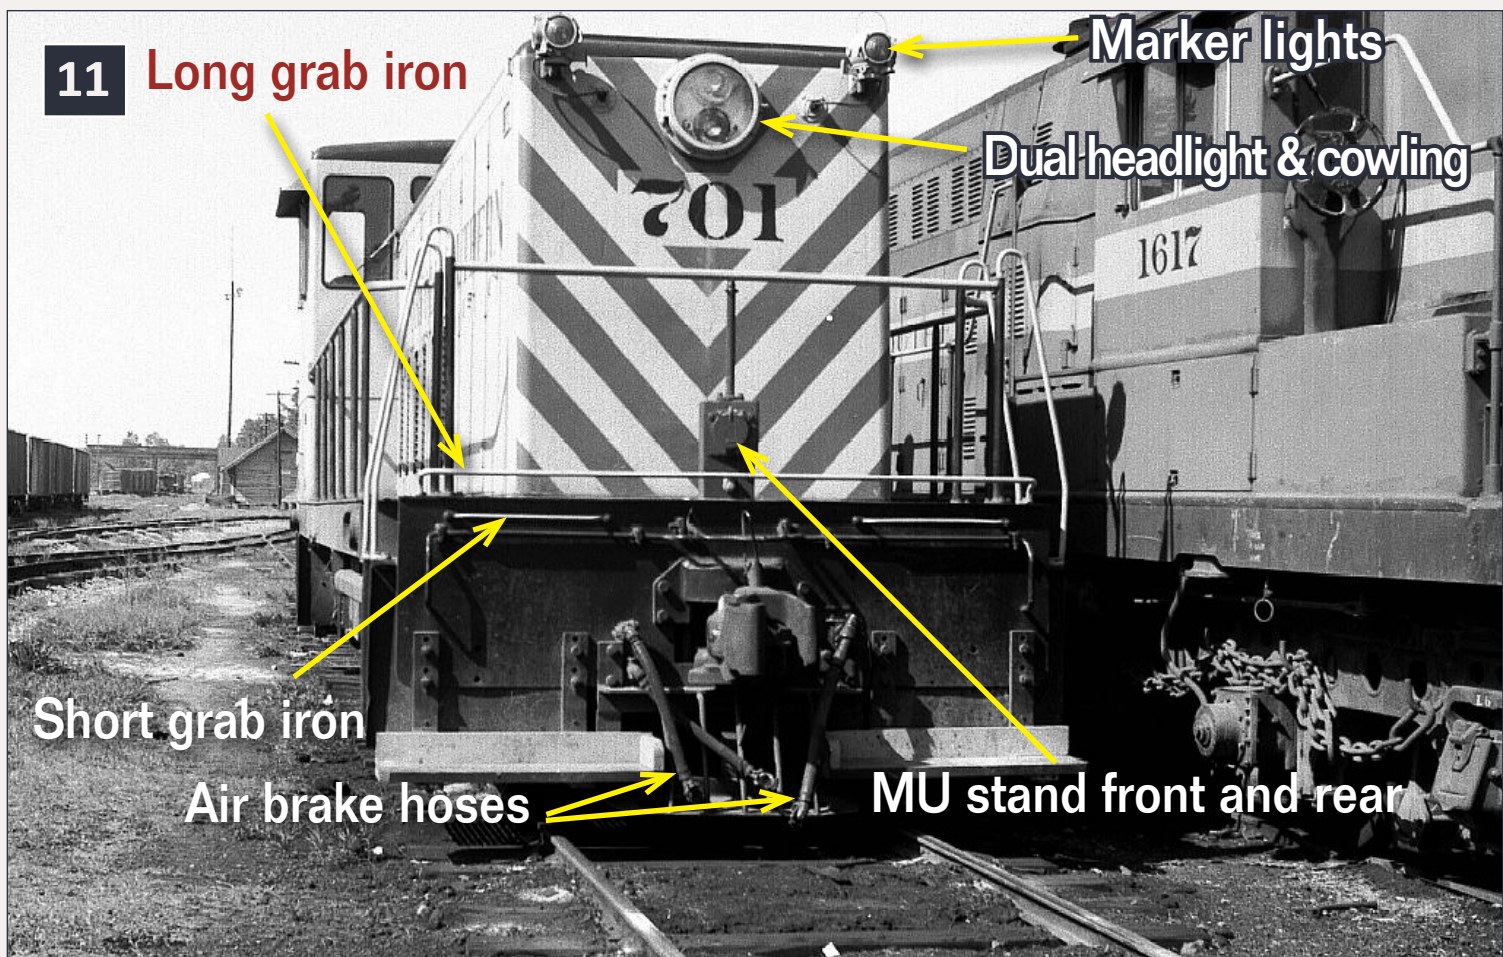 11
Long grab iron
Marker lights
Dual headlight & cowling
701
1617
Short grab iron
Air brake hoses
MU stand front and rear